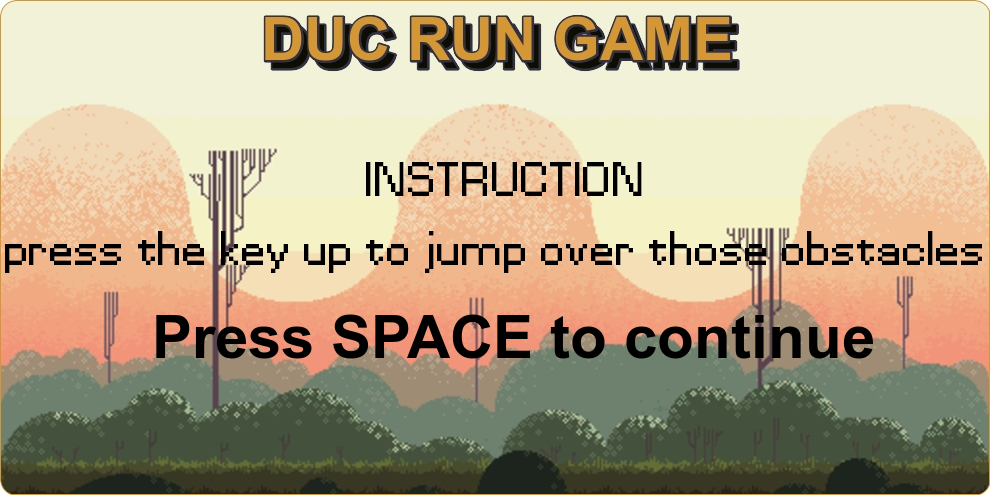 DUC RUN GAME
INSTRUCTION
press the key up to jump over those obstacles
Press SPACE to continue